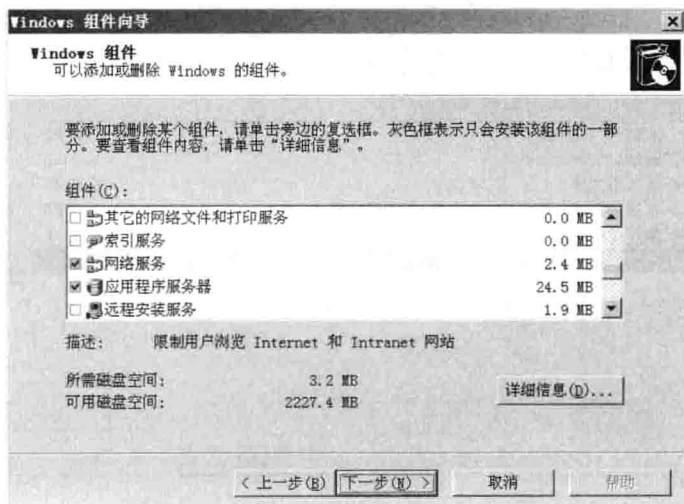 Windows 组件向导
Windows 组件
可以添加或删除 Windows 的组件。
要添加或删除某个组件，请单击旁边的复选框。灰色框表示只会安装该组件的一部
分。要查看组件内容，请单击“详细信息”。
组件(C):
其它的网络文件和打印服务 0.0 MB
索引服务 0.0 MB
网络服务 2.4 MB
应用程序服务器 24.5 MB
远程安装服务 1.9 MB
描述: 限制用户浏览 Internet 和 Intranet 网站
所需磁盘空间: 3.2 MB
可用磁盘空间: 2227.4 MB
详细信息(D)...
< 上一步(B) 下一步(N) > 取消 帮助